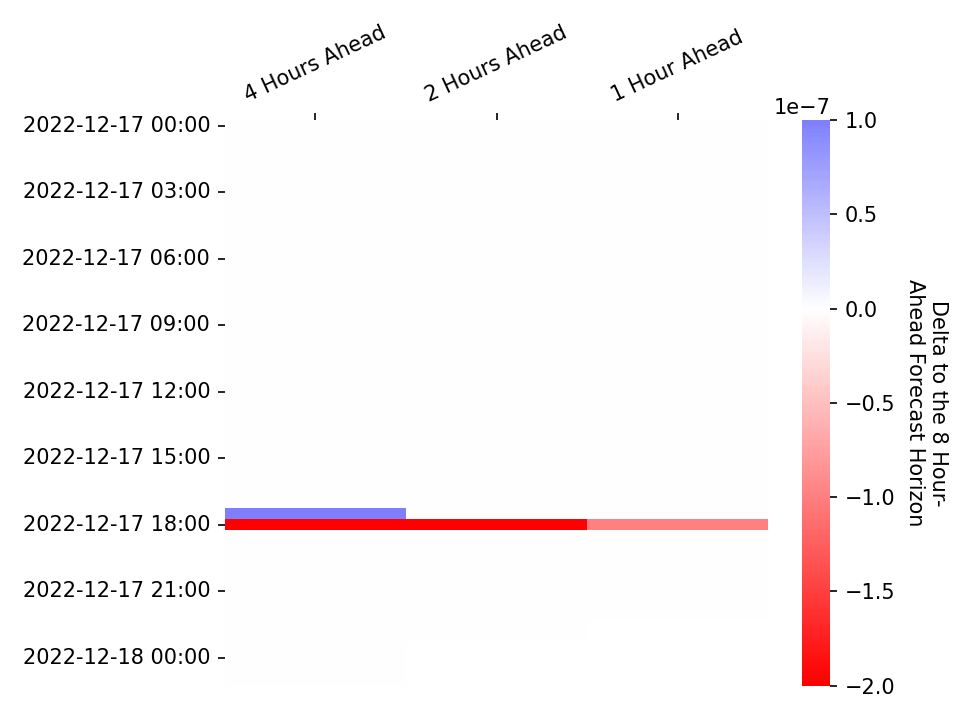 4 Hours Ahead
2 Hours Ahead
1 Hour Ahead
2022-12-17 00:00
2022-12-17 03:00
2022-12-17 06:00
2022-12-17 09:00
2022-12-17 12:00
2022-12-17 15:00
2022-12-17 18:00
2022-12-17 21:00
2022-12-18 00:00
1e−7
1.0
0.5
0.0
−0.5
−1.0
−1.5
−2.0
Delta to the 8 Hour-
Ahead Forecast Horizon